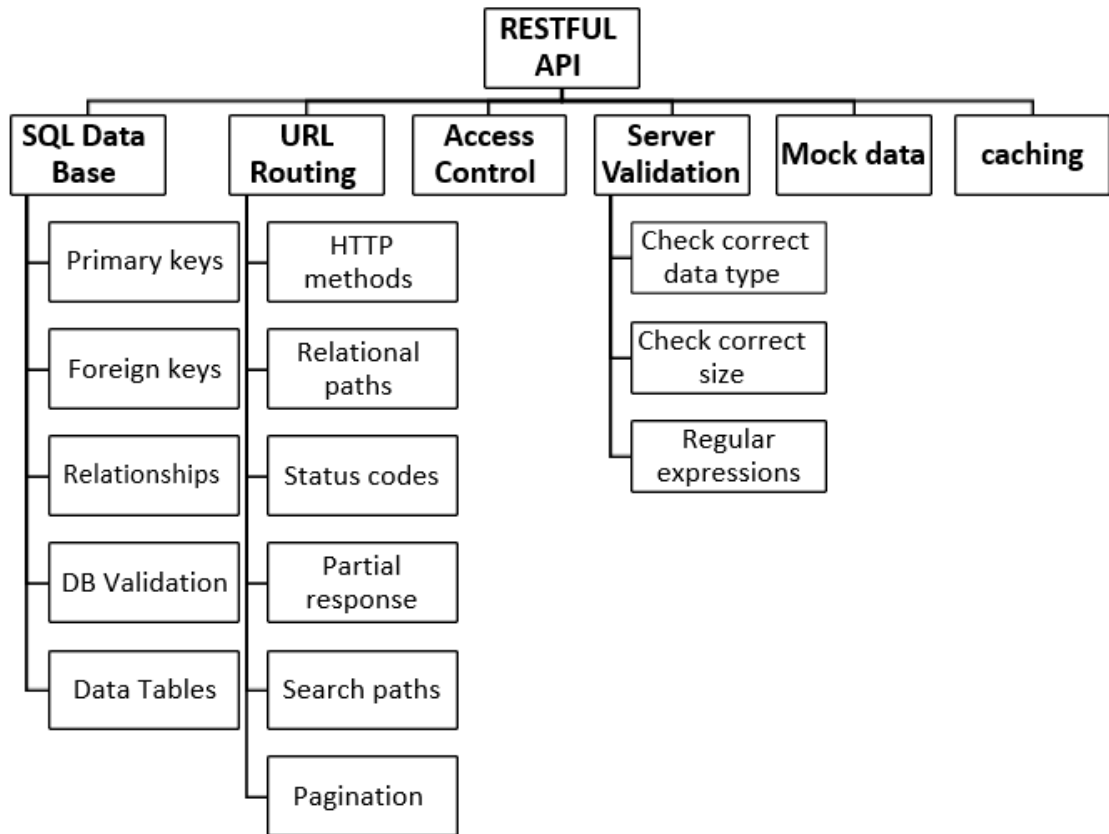 RESTFUL
API
SQL Data
Base
URL
Routing
Access
Control
Server
Validation
Mock data
caching
Primary keys
Foreign keys
Relationships
DB Validation
Data Tables
HTTP
methods
Relational
paths
Status codes
Partial
response
Search paths
Pagination
Check correct
data type
Check correct
size
Regular
expressions